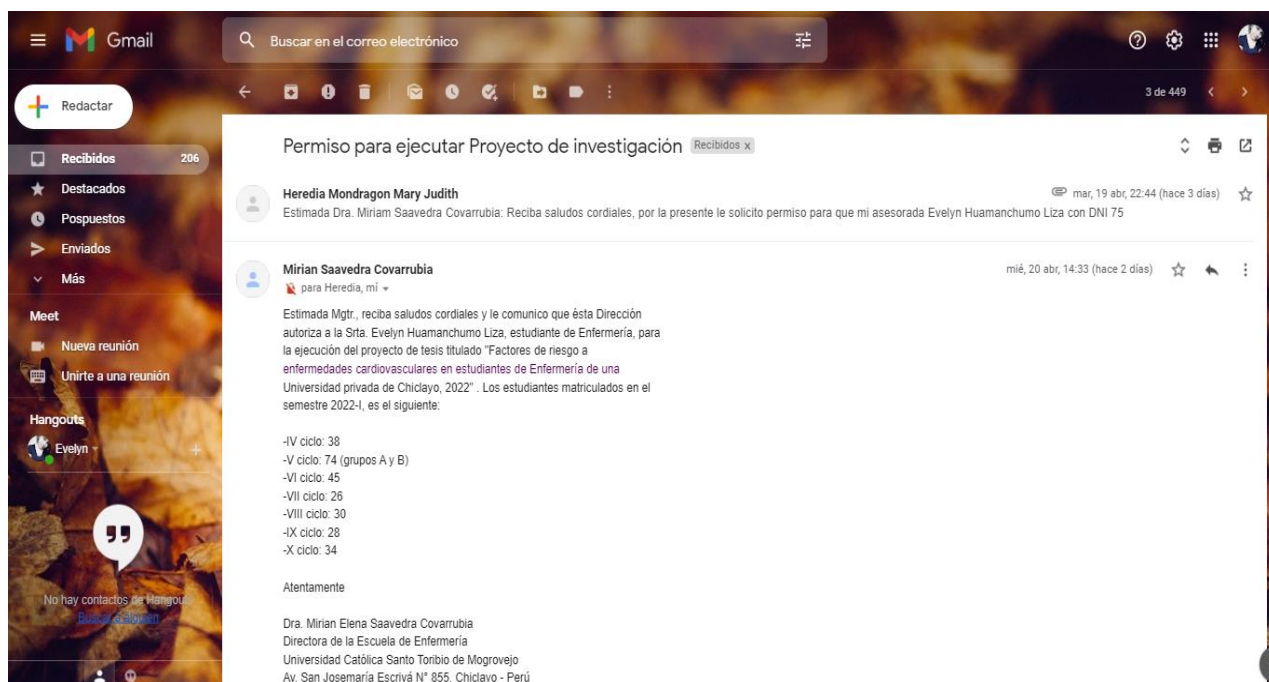 Gmail
Buscar en el correo electrónico
Redactar
3 de 449
Recibidos 206
Destacados
Pospuestos
Enviados
Más
Meet
Nueva reunión
Unirte a una reunión
Hangouts
Evelyn
No hay contactos de Hangouts
Buscar a alguien
Permiso para ejecutar Proyecto de investigación Recibidos x
Heredia Mondragon Mary Judith
mar, 19 abr, 22:44 (hace 3 días)
Estimada Dra. Miriam Saavedra Covarrubia: Reciba saludos cordiales, por la presente le solicito permiso para que mi asesorada Evelyn Huamanchumo Liza con DNI 75
Mirian Saavedra Covarrubia
mié, 20 abr, 14:33 (hace 2 días)
para Heredia, mí
Estimada Mgtr., reciba saludos cordiales y le comunico que ésta Dirección
autoriza a la Srta. Evelyn Huamanchumo Liza, estudiante de Enfermería, para
la ejecución del proyecto de tesis titulado "Factores de riesgo a
enfermedades cardiovasculares en estudiantes de Enfermería de una
Universidad privada de Chiclayo, 2022" . Los estudiantes matriculados en el
semestre 2022-I, es el siguiente:
-IV ciclo: 38
-V ciclo: 74 (grupos A y B)
-VI ciclo: 45
-VII ciclo: 26
-VIII ciclo: 30
-IX ciclo: 28
-X ciclo: 34
Atentamente
Dra. Mirian Elena Saavedra Covarrubia
Directora de la Escuela de Enfermería
Universidad Católica Santo Toribio de Mogrovejo
Av. San Josemaría Escrivá N° 855. Chiclayo - Perú